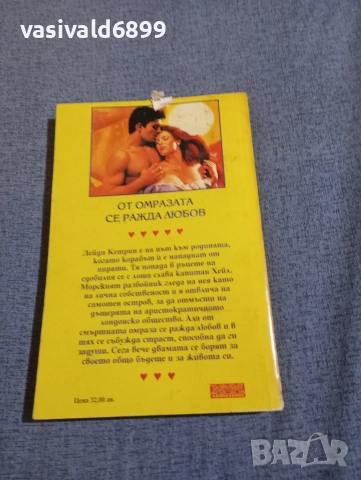 vasivald6899
ОТ ОМРАЗАТА
СЕ РАЖДА ЛЮБОВ
Лейди Кетрин е на път към родината,
когато корабът ѝ е нападнат от
пирати. Тя попада в ръцете на
сдобилия се с лоша слава капитан Хейл.
Морският разбойник гледа на нея като
на лична собственост и я отвлича на
самотен остров, за да отмъсти на
дъщерята на аристократичното
лондонско общество. Ала от
смъртната омраза се ражда любов и в
тях се събужда страст, способна да ги
задуши. Сега вече двамата се борят за
своето общо бъдеще и за живота си.
Цена 32,00 лв.
BAZAR
bazar.bg